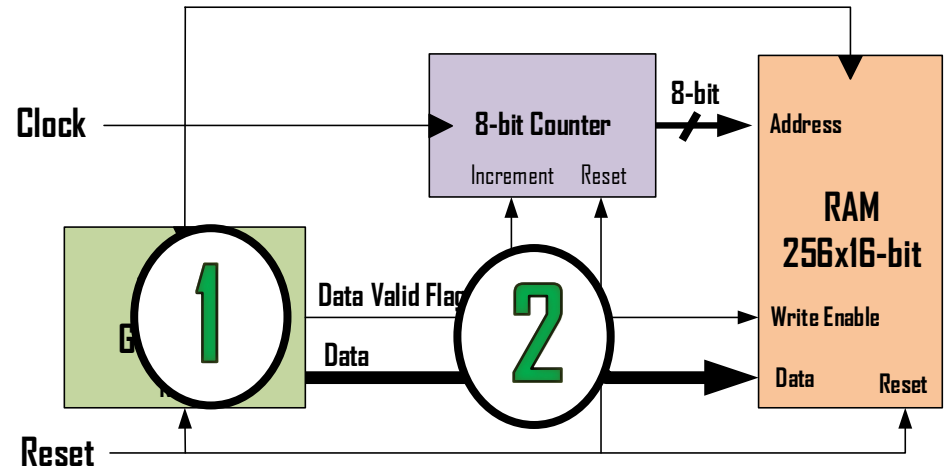 8-bit
Clock
8-bit Counter
Address
Increment
Reset
RAM
256x16-bit
1
2
Data Valid Flag
Write Enable
Data
Data
Reset
Reset